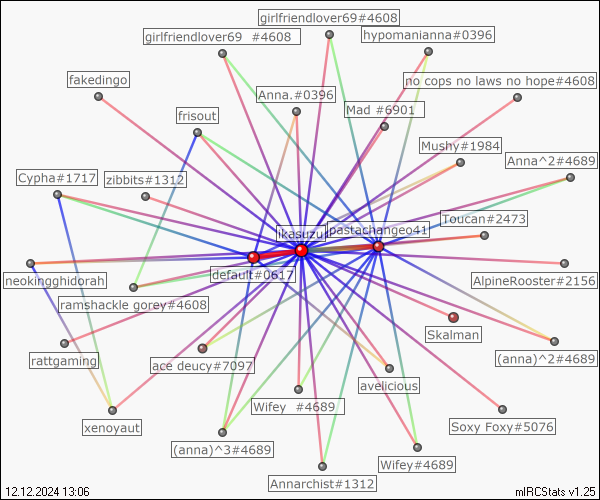 girlfriendlover69#4608
girlfriendlover69 #4608
hypomanianna#0396
fakedingo
no cops no laws no hope#4608
Anna.#0396
Mad #6901
frisout
Mushy#1984
Anna^2#4689
Cypha#1717
zibbits#1312
Toucan#2473
ikasuzu
pastachangeo41
default#0617
neokingghidorah
AlpineRooster#2156
ramshackle gorey#4608
Skalman
rattgaming
ace deucy#7097
(anna)^2#4689
avelicious
Wifey #4689
xenoyaut
Soxy Foxy#5076
(anna)^3#4689
Wifey#4689
Annarchist#1312
12.12.2024 13:06
mIRCStats v1.25